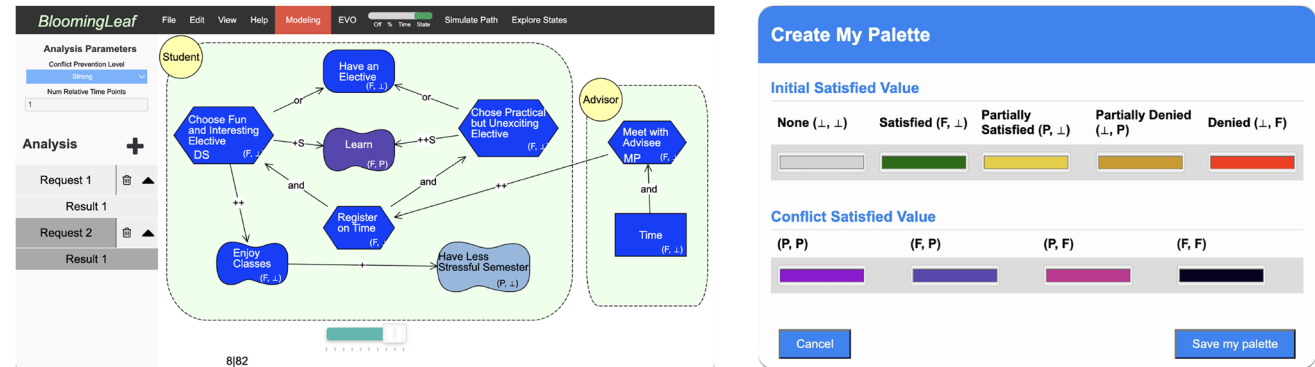 BloomingLeaf
File Edit View Help Modeling EVO Off % Time State Simulate Path Explore States
Analysis Parameters
Conflict Prevention Level
Strong
Num Relative Time Points
1
Analysis +
Request 1
Result 1
Request 2
Result 1
Student
Have an
Elective
(F, ⊥)
or
or
Choose Fun
and Interesting
Elective
DS
(F, ⊥)
Chose Practical
but Unexciting
Elective
(F, ⊥)
+S
Learn
(F, P)
++S
and
and
++
++
Register
on Time
(F, ⊥)
Enjoy
Classes
(F, ⊥)
+
Have Less
Stressful Semester
(P, ⊥)
Advisor
Meet with
Advisee
MP
(F, ⊥)
and
Time
(F, ⊥)
8|82
Create My Palette
Initial Satisfied Value
None (⊥, ⊥) Satisfied (F, ⊥) Partially Satisfied (P, ⊥) Partially Denied (⊥, P) Denied (⊥, F)
Conflict Satisfied Value
(P, P) (F, P) (P, F) (F, F)
Cancel Save my palette